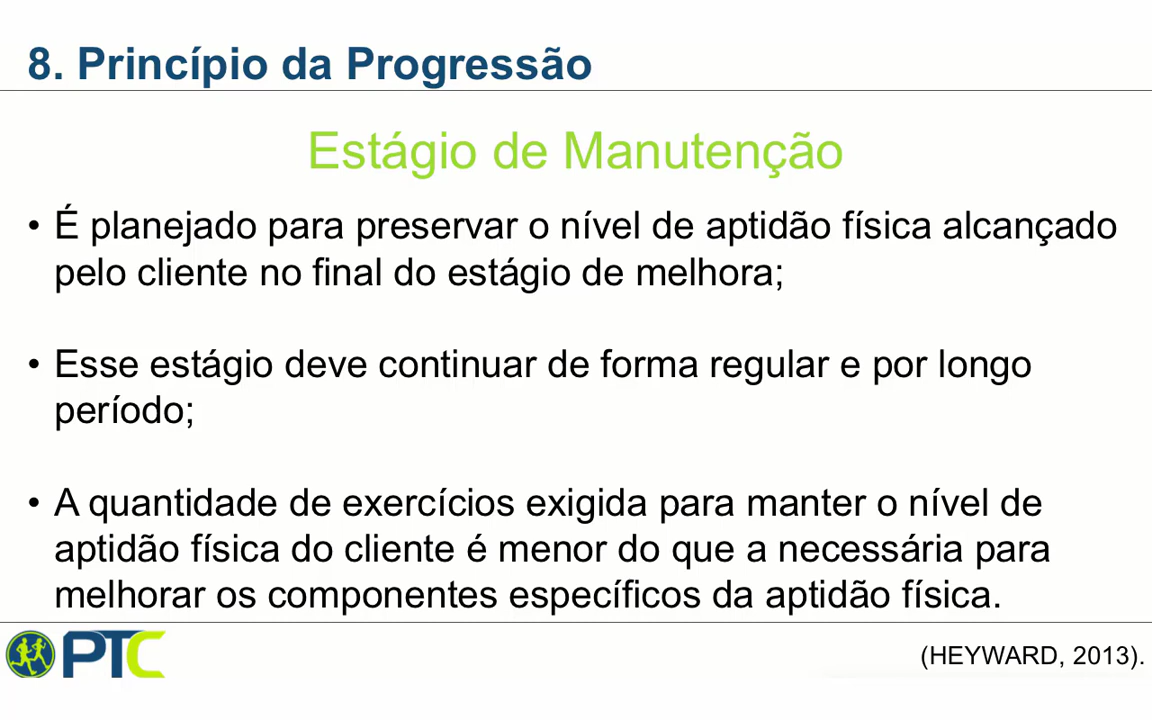 8. Princípio da Progressão
Estágio de Manutenção
• É planejado para preservar o nível de aptidão física alcançado
pelo cliente no final do estágio de melhora;
• Esse estágio deve continuar de forma regular e por longo
período;
• A quantidade de exercícios exigida para manter o nível de
aptidão física do cliente é menor do que a necessária para
melhorar os componentes específicos da aptidão física.
PTC
(HEYWARD, 2013).